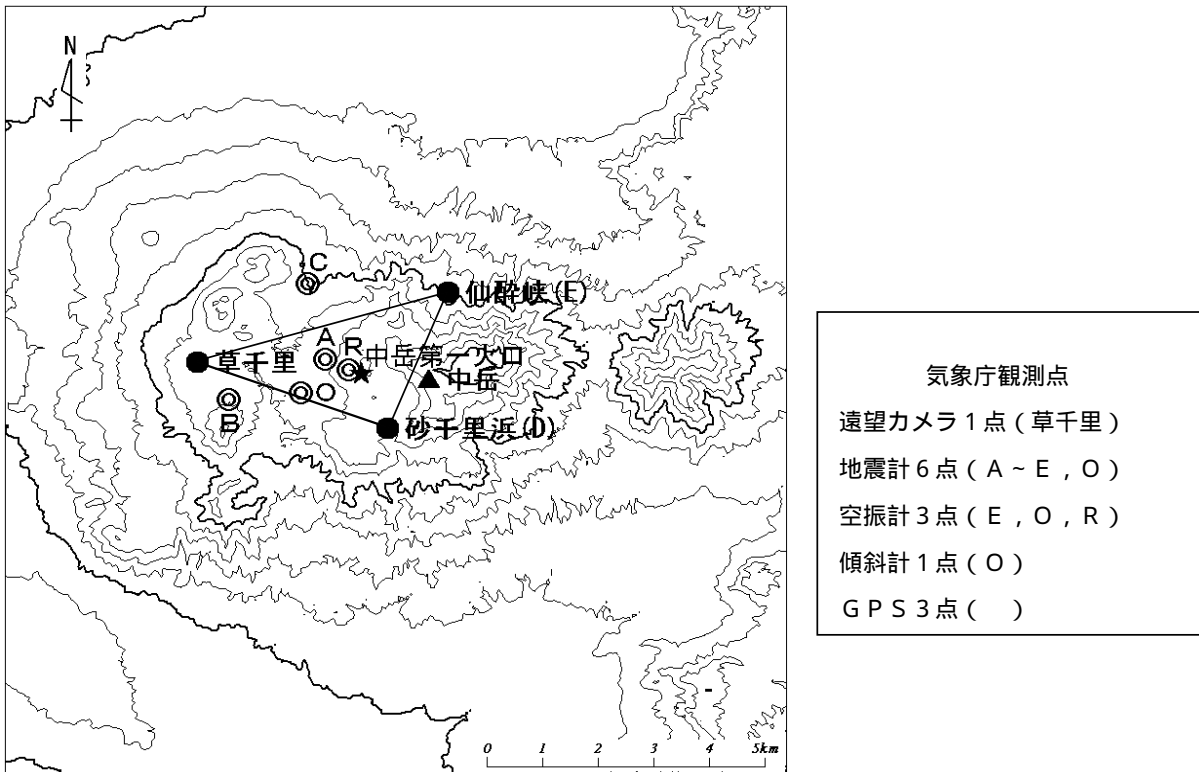 N
C
仙酔峡(E)
A
R
中岳第一火口
草千里
中岳
O
B
砂千里浜(D)
0 1 2 3 4 5km
気象庁観測点
遠望カメラ1点(草千里)
地震計6点(A~E,O)
空振計3点(E,O,R)
傾斜計1点(O)
GPS3点( )